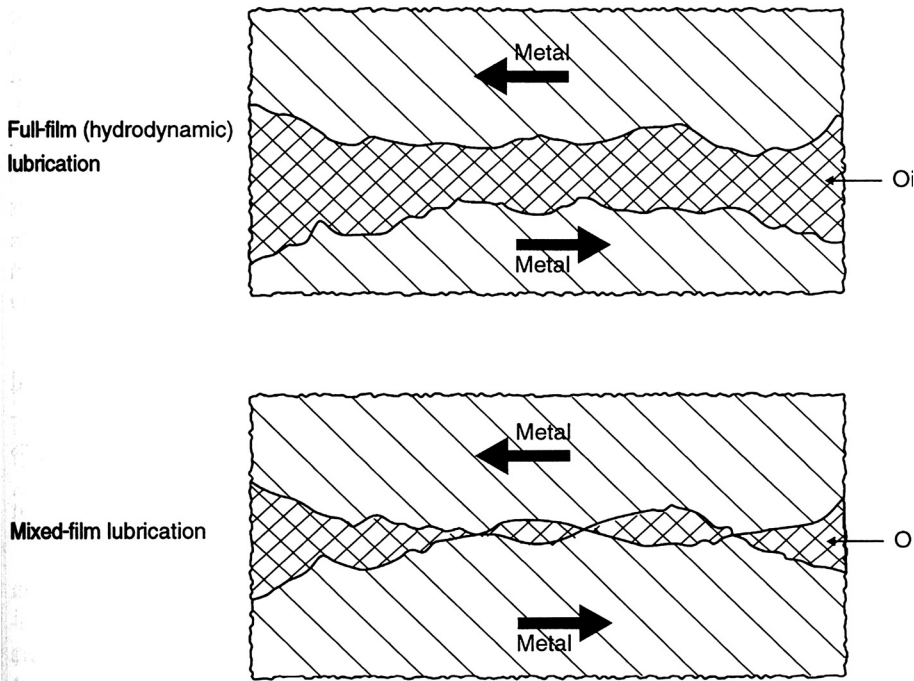 Metal
Full-film (hydrodynamic)
lubrication
Oi
Metal
Metal
Mixed-film lubrication
O
Metal